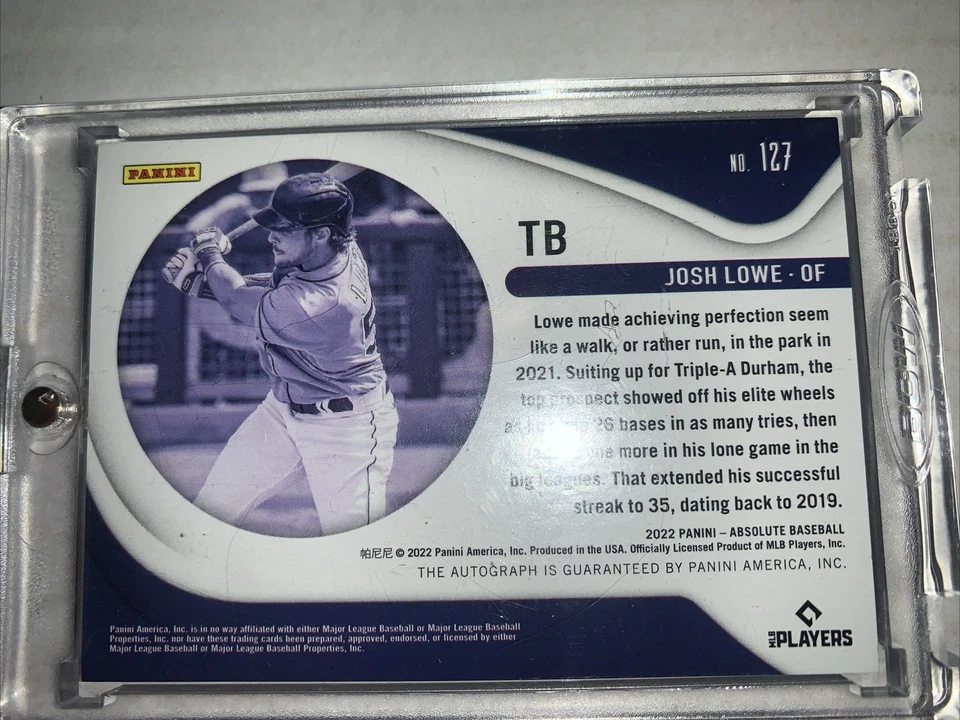 PANINI
NO. 127
TB
JOSH LOWE · OF
Lowe made achieving perfection seem
like a walk, or rather run, in the park in
2021. Suiting up for Triple-A Durham, the
top prospect showed off his elite wheels
26 bases in as many tries, then
one more in his lone game in the
big leagues. That extended his successful
streak to 35, dating back to 2019.
2022 PANINI – ABSOLUTE BASEBALL
帕尼尼 © 2022 Panini America, Inc. Produced in the USA. Officially Licensed Product of MLB Players, Inc.
THE AUTOGRAPH IS GUARANTEED BY PANINI AMERICA, INC.
Panini America, Inc. is in no way affiliated with either Major League Baseball or Major League Baseball
Properties, Inc. nor have these trading cards been prepared, approved, endorsed, or licensed by either
Major League Baseball or Major League Baseball Properties, Inc.
MLB PLAYERS